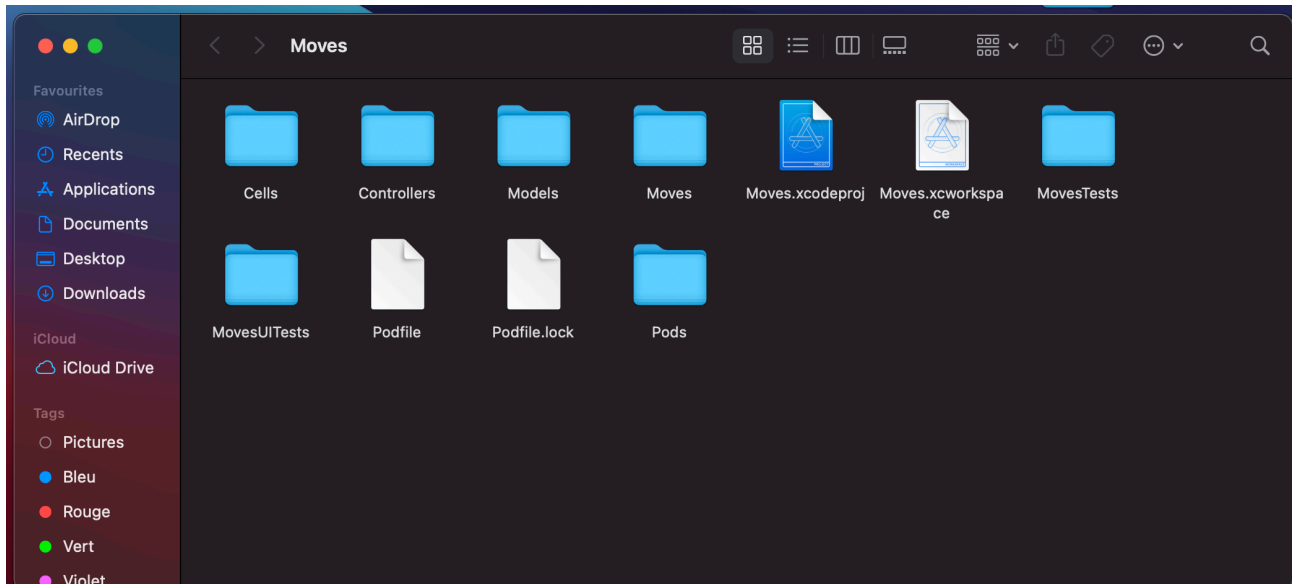 Moves
Favourites
AirDrop
Recents
Applications
Documents
Desktop
Downloads
iCloud
iCloud Drive
Tags
Pictures
Bleu
Rouge
Vert
Violet
Cells
Controllers
Models
Moves
Moves.xcodeproj
Moves.xcworkspa
ce
MovesTests
MovesUITests
Podfile
Podfile.lock
Pods